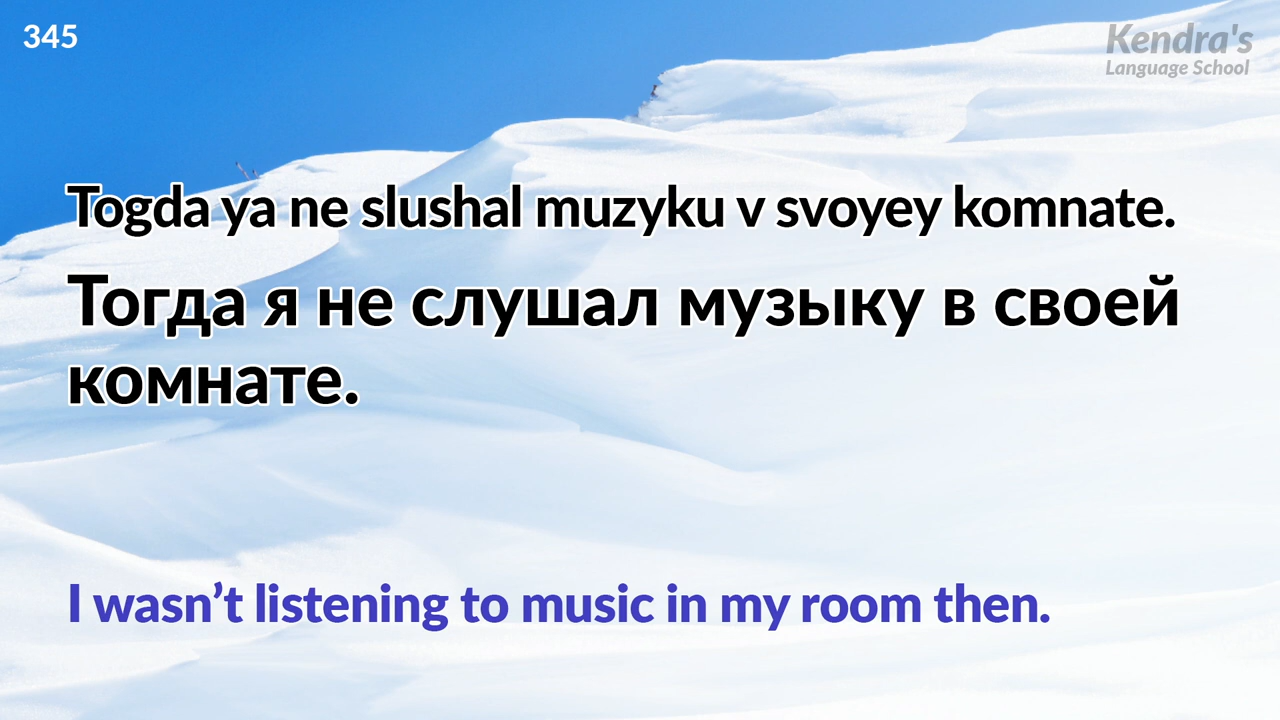 345
Kendra's
Language School
Togda ya ne slushal muzyku v svoyey komnate.
Тогда я не слушал музыку в своей
комнате.
I wasn’t listening to music in my room then.